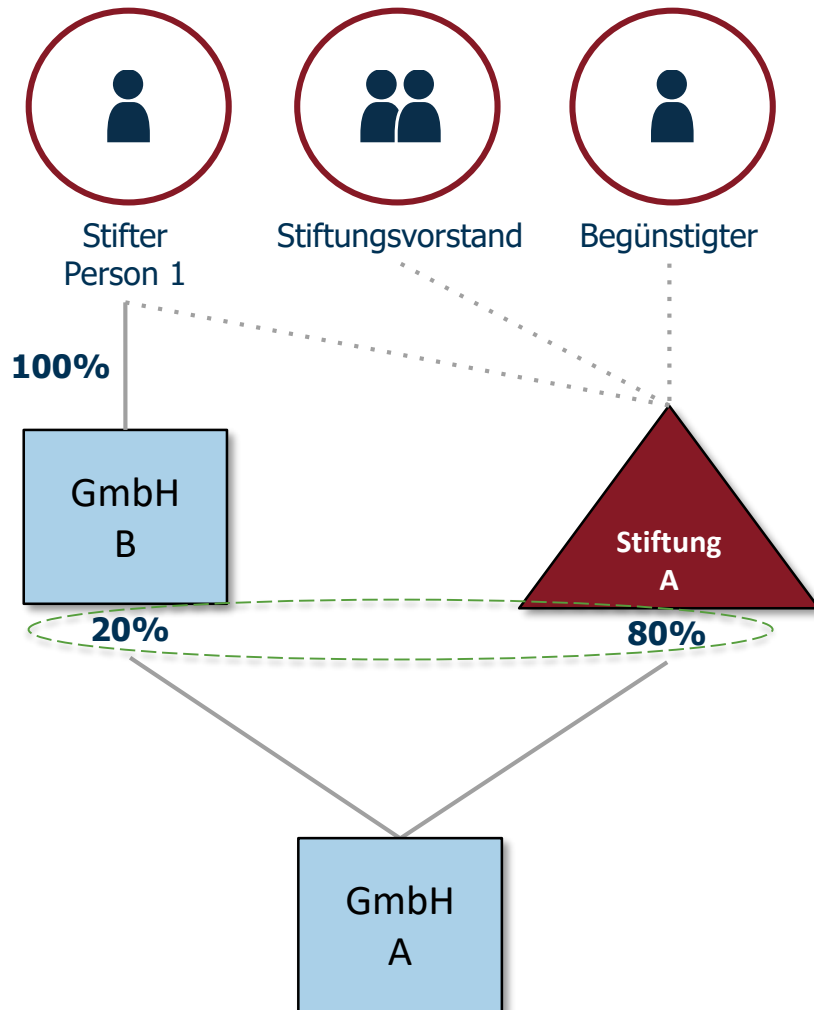 Stifter
Person 1
Stiftungsvorstand
Begünstigter
100%
GmbH
B
Stiftung
A
20%
80%
GmbH
A